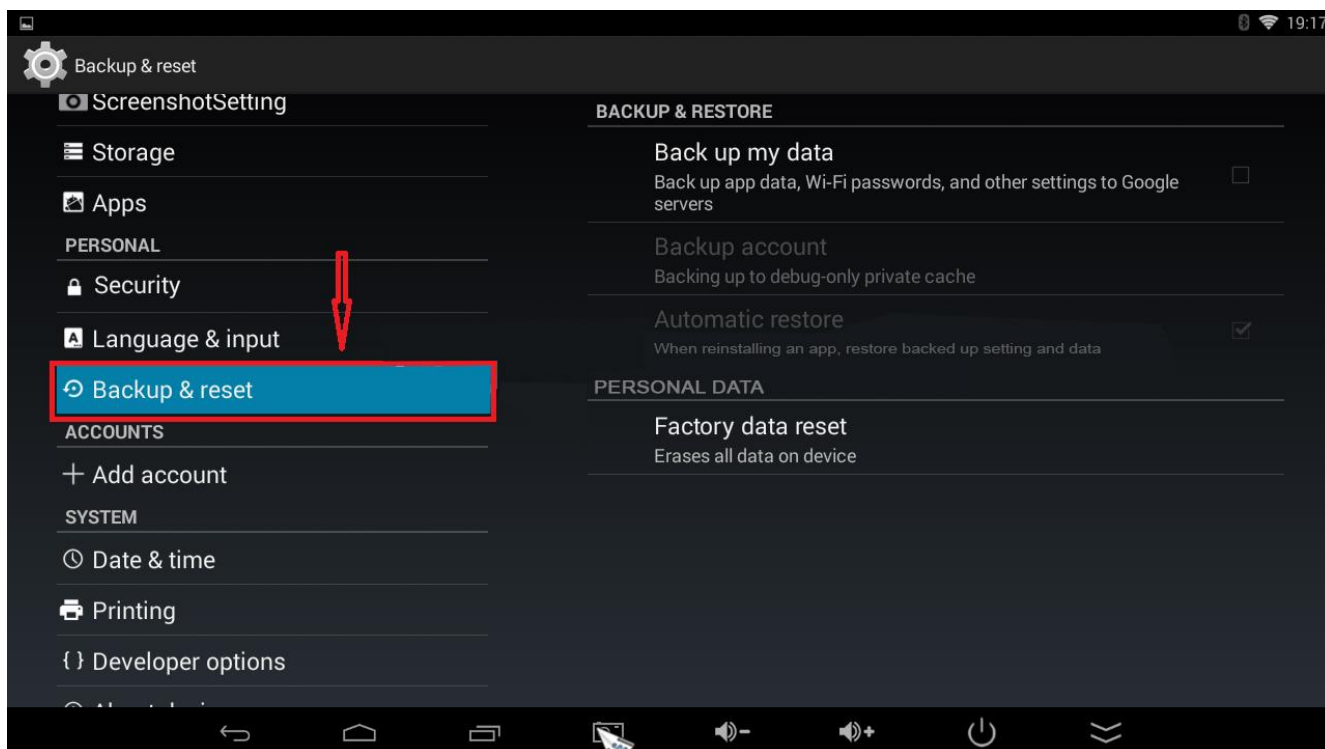 19:17
Backup & reset
ScreenshotSetting
Storage
Apps
PERSONAL
Security
Language & input
Backup & reset
ACCOUNTS
Add account
SYSTEM
Date & time
Printing
{ } Developer options
BACKUP & RESTORE
Back up my data
Back up app data, Wi-Fi passwords, and other settings to Google
servers
Backup account
Backing up to debug-only private cache
Automatic restore
When reinstalling an app, restore backed up setting and data
PERSONAL DATA
Factory data reset
Erases all data on device